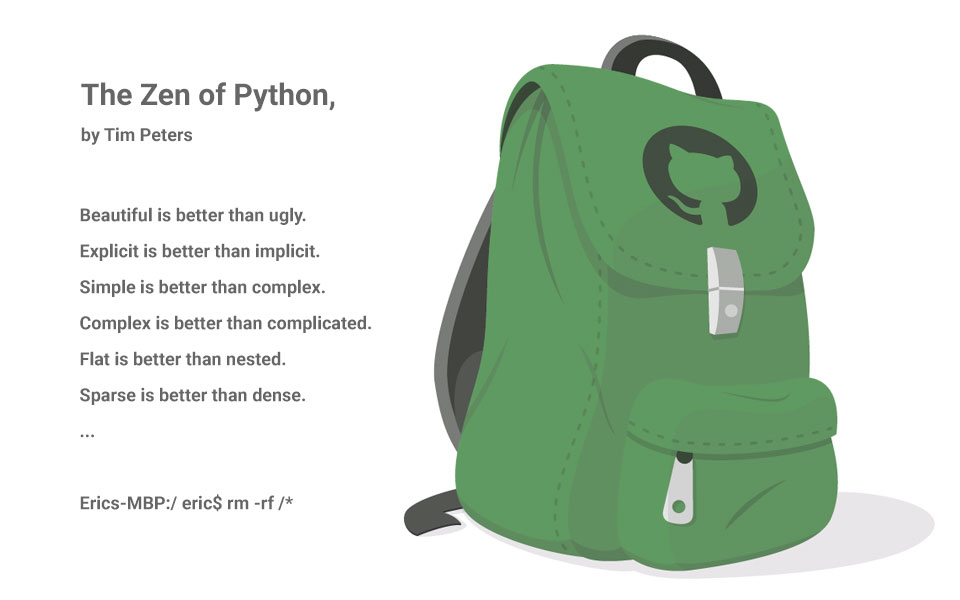 The Zen of Python,
by Tim Peters
Beautiful is better than ugly.
Explicit is better than implicit.
Simple is better than complex.
Complex is better than complicated.
Flat is better than nested.
Sparse is better than dense.
...
Erics-MBP:/ eric$ rm -rf /*